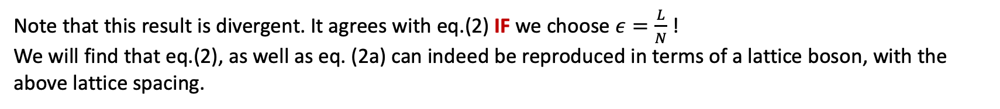 Note that this result is divergent. It agrees with eq.(2) IF we choose ϵ = L/N !
We will find that eq.(2), as well as eq. (2a) can indeed be reproduced in terms of a lattice boson, with the
above lattice spacing.